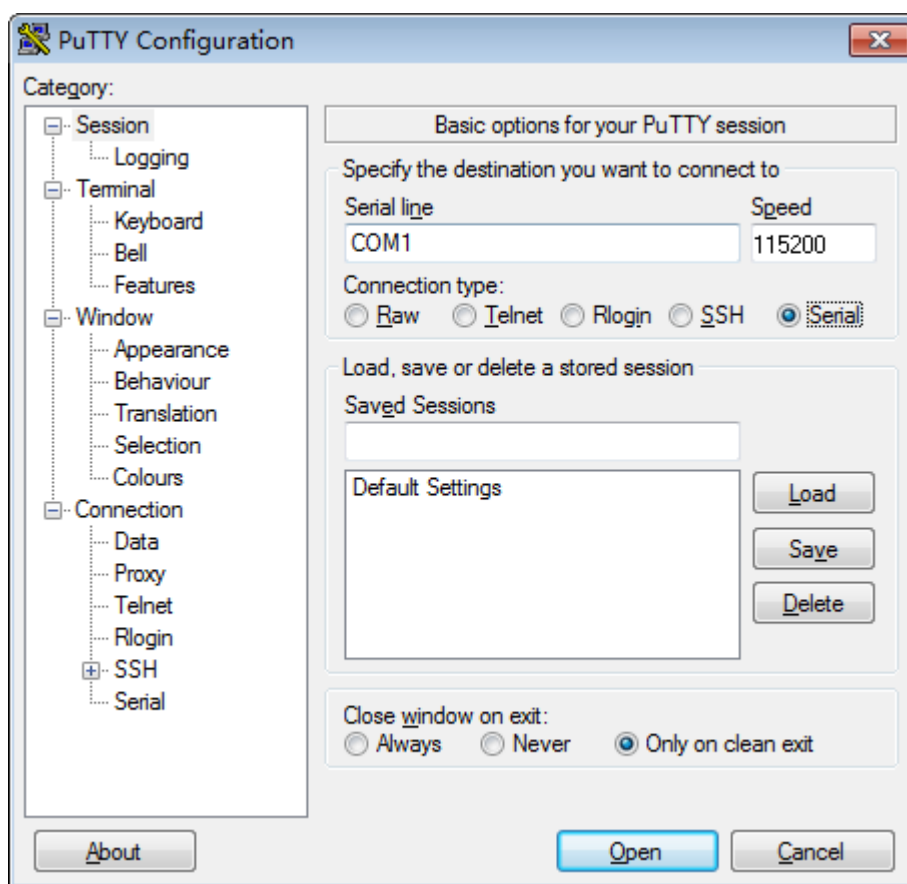 PuTTY Configuration
Category:
Session
Logging
Terminal
Keyboard
Bell
Features
Window
Appearance
Behaviour
Translation
Selection
Colours
Connection
Data
Proxy
Telnet
Rlogin
SSH
Serial
Basic options for your PuTTY session
Specify the destination you want to connect to
Serial line Speed
COM1 115200
Connection type:
Raw Telnet Rlogin SSH Serial
Load, save or delete a stored session
Saved Sessions
Default Settings
Load
Save
Delete
Close window on exit:
Always Never Only on clean exit
About Open Cancel